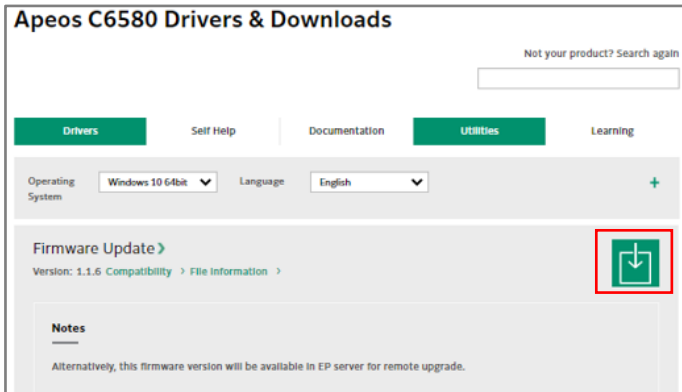 Apeos C6580 Drivers & Downloads
Not your product? Search again
Drivers
Self Help
Documentation
Utilities
Learning
Operating System
Windows 10 64bit
Language
English
+
Firmware Update >
Version: 1.1.6 Compatibility > File Information >
Notes
Alternatively, this firmware version will be available in EP server for remote upgrade.